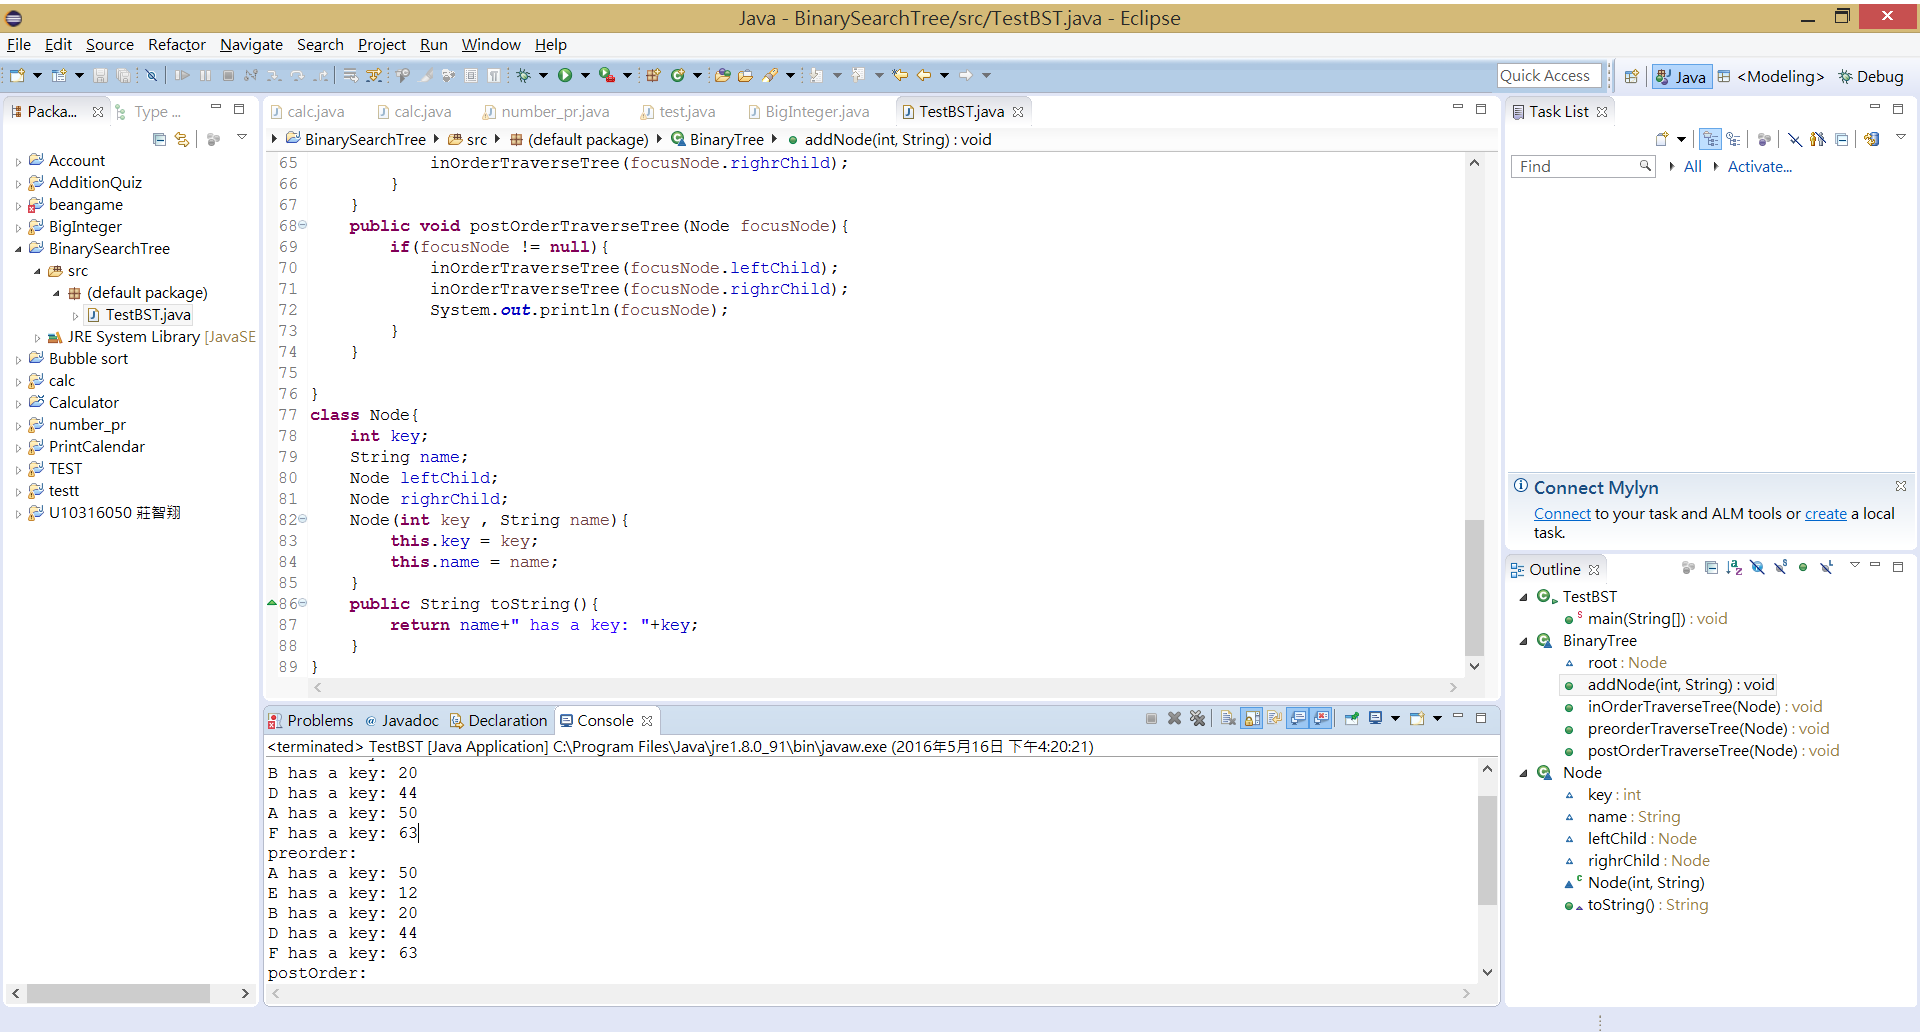 Java - BinarySearchTree/src/TestBST.java - Eclipse
File Edit Source Refactor Navigate Search Project Run Window Help
Quick Access
Java
<Modeling>
Debug
Packa...
Type ...
Account
AdditionQuiz
beangame
BigInteger
BinarySearchTree
src
(default package)
TestBST.java
JRE System Library [JavaSE
Bubble sort
calc
Calculator
number_pr
PrintCalendar
TEST
testt
U10316050 莊智翔
calc.java
calc.java
number_pr.java
test.java
BigInteger.java
TestBST.java
BinarySearchTree src (default package) BinaryTree addNode(int, String) : void
65 inOrderTraverseTree(focusNode.righrChild);
66 }
67 }
68 public void postOrderTraverseTree(Node focusNode){
69 if(focusNode != null){
70 inOrderTraverseTree(focusNode.leftChild);
71 inOrderTraverseTree(focusNode.righrChild);
72 System.out.println(focusNode);
73 }
74 }
75
76 }
77 class Node{
78 int key;
79 String name;
80 Node leftChild;
81 Node righrChild;
82 Node(int key , String name){
83 this.key = key;
84 this.name = name;
85 }
86 public String toString(){
87 return name+" has a key: "+key;
88 }
89 }
Problems @ Javadoc Declaration Console
<terminated> TestBST [Java Application] C:\Program Files\Java\jre1.8.0_91\bin\javaw.exe (2016年5月16日 下午4:20:21)
B has a key: 20
D has a key: 44
A has a key: 50
F has a key: 63
preorder:
A has a key: 50
E has a key: 12
B has a key: 20
D has a key: 44
F has a key: 63
postOrder:
Task List
Find
All
Activate...
Connect Mylyn
Connect to your task and ALM tools or create a local
task.
Outline
TestBST
main(String[]) : void
BinaryTree
root : Node
addNode(int, String) : void
inOrderTraverseTree(Node) : void
preorderTraverseTree(Node) : void
postOrderTraverseTree(Node) : void
Node
key : int
name : String
leftChild : Node
righrChild : Node
Node(int, String)
toString() : String